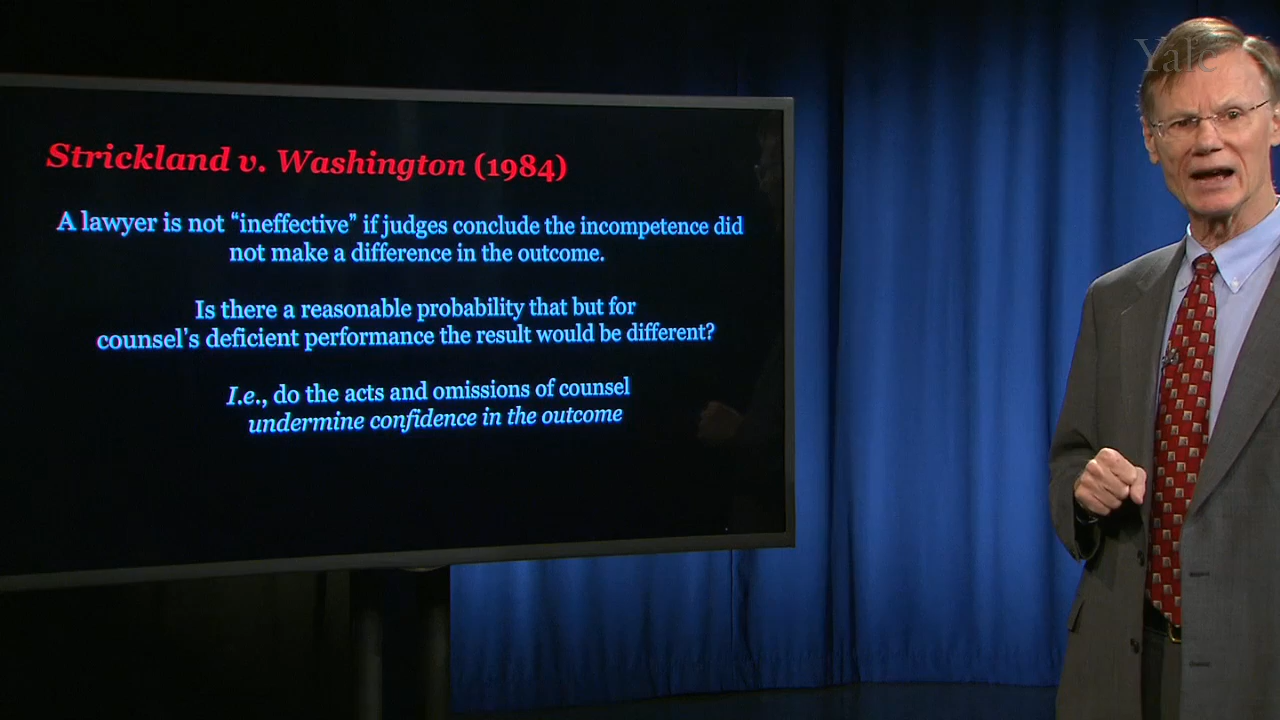 Yale
Strickland v. Washington (1984)
A lawyer is not “ineffective” if judges conclude the incompetence did
not make a difference in the outcome.
Is there a reasonable probability that but for
counsel’s deficient performance the result would be different?
I.e., do the acts and omissions of counsel
undermine confidence in the outcome